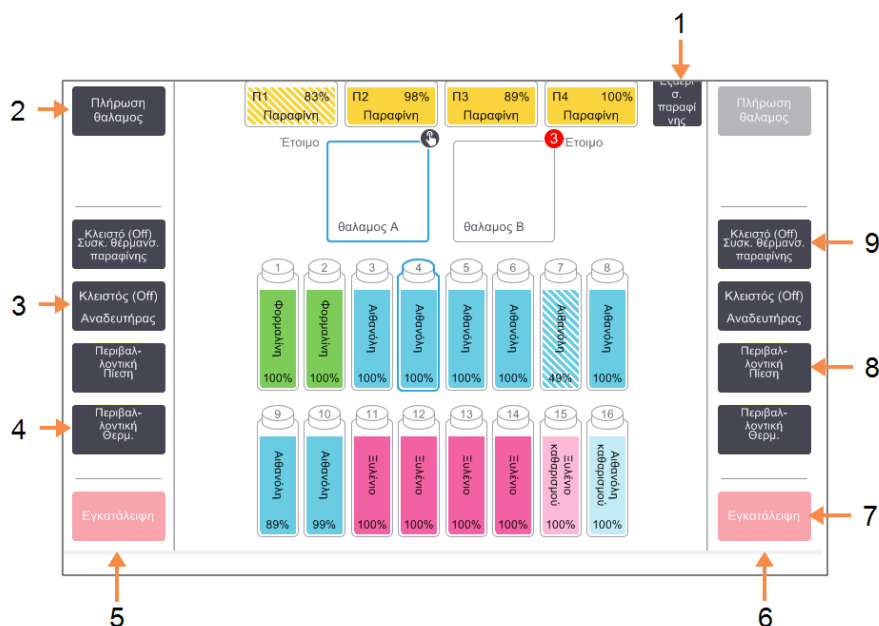 1
2
Πλήρωση
θαλαμος
Π1 83%
Παραφίνη
Π2 98%
Παραφίνη
Π3 89%
Παραφίνη
Π4 100%
Παραφίνη
Εξαερι
σ.
παραφί
νης
Πλήρωση
θαλαμος
Έτοιμο
3
Έτοιμο
θαλαμος A
θαλαμος B
Κλειστό (Off)
Συσκ. θέρμανσ.
παραφίνης
Κλειστό (Off)
Συσκ. θέρμανσ.
παραφίνης
9
3
Κλειστός (Off)
Αναδευτήρας
Κλειστός (Off)
Αναδευτήρας
1 2 3 4 5 6 7 8
Φορμαλίνη
Φορμαλίνη
Αιθανόλη
Αιθανόλη
Αιθανόλη
Αιθανόλη
Αιθανόλη
Αιθανόλη
100% 100% 100% 100% 100% 100% 49% 100%
Περιβαλ-
λοντική
Πίεση
Περιβαλ-
λοντική
Πίεση
8
4
Περιβαλ-
λοντική
Θερμ.
Περιβαλ-
λοντική
Θερμ.
9 10 11 12 13 14 15 16
Αιθανόλη
Αιθανόλη
Ξυλένιο
Ξυλένιο
Ξυλένιο
Ξυλένιο
Ξυλένιο
καθαρισμού
Αιθανόλη
καθαρισμού
89% 99% 100% 100% 100% 100% 100% 100%
Εγκατάλειψη
Εγκατάλειψη
7
5
6